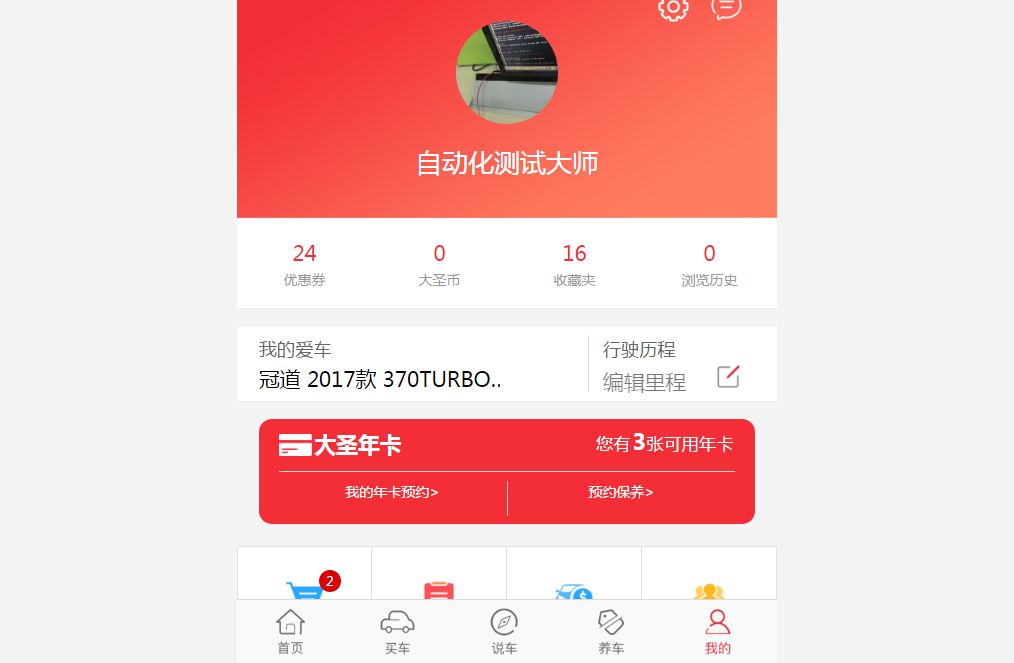 自动化测试大师
24 0 16 0
优惠券 大圣币 收藏夹 浏览历史
我的爱车 行驶历程
冠道 2017款 370TURBO.. 编辑里程
大圣年卡 您有3张可用年卡
我的年卡预约> 预约保养>
2
首页 买车 说车 养车 我的